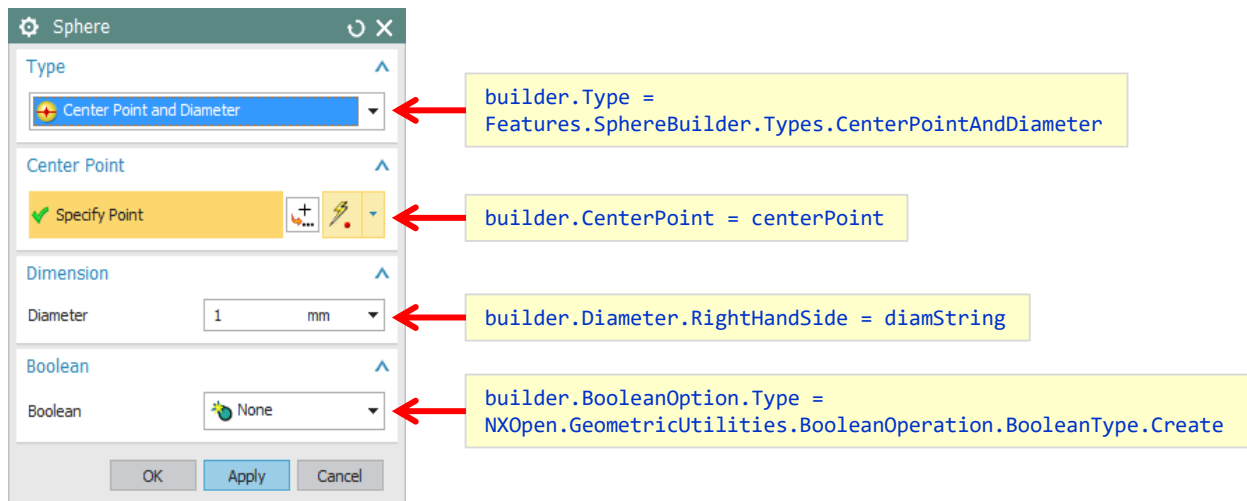 Sphere
Type
Center Point and Diameter
builder.Type =
Features.SphereBuilder.Types.CenterPointAndDiameter
Center Point
Specify Point
builder.CenterPoint = centerPoint
Dimension
Diameter 1 mm
builder.Diameter.RightHandSide = diamString
Boolean
Boolean None
builder.BooleanOption.Type =
NXOpen.GeometricUtilities.BooleanOperation.BooleanType.Create
OK Apply Cancel